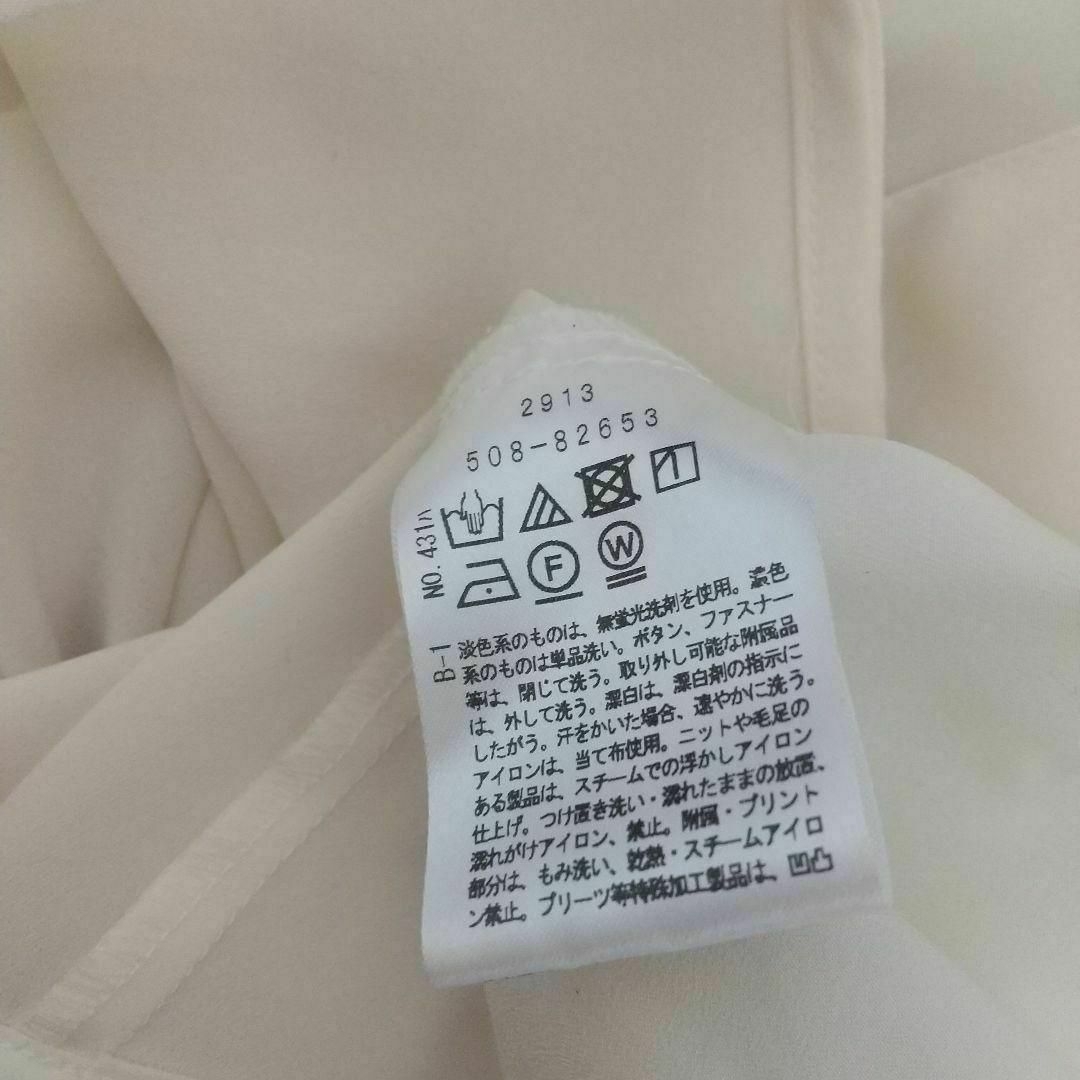 2913
508-82653
NO. 431A
F
W
B-1
淡色系のものは、無蛍光洗剤を使用。濃色
系のものは単品洗い。ボタン、ファスナー
等は、閉じて洗う。取り外し可能な附属品
は、外して洗う。漂白は、漂白剤の指示に
したがう。汗をかいた場合、速やかに洗う。
アイロンは、当て布使用。ニットや毛足の
ある製品は、スチームでの浮かしアイロン
仕上げ。つけ置き洗い・濡れたままの放置、
濡れがけアイロン、禁止。附属・プリント
部分は、もみ洗い、乾熱・スチームアイロ
ン禁止。プリーツ等特殊加工製品は、